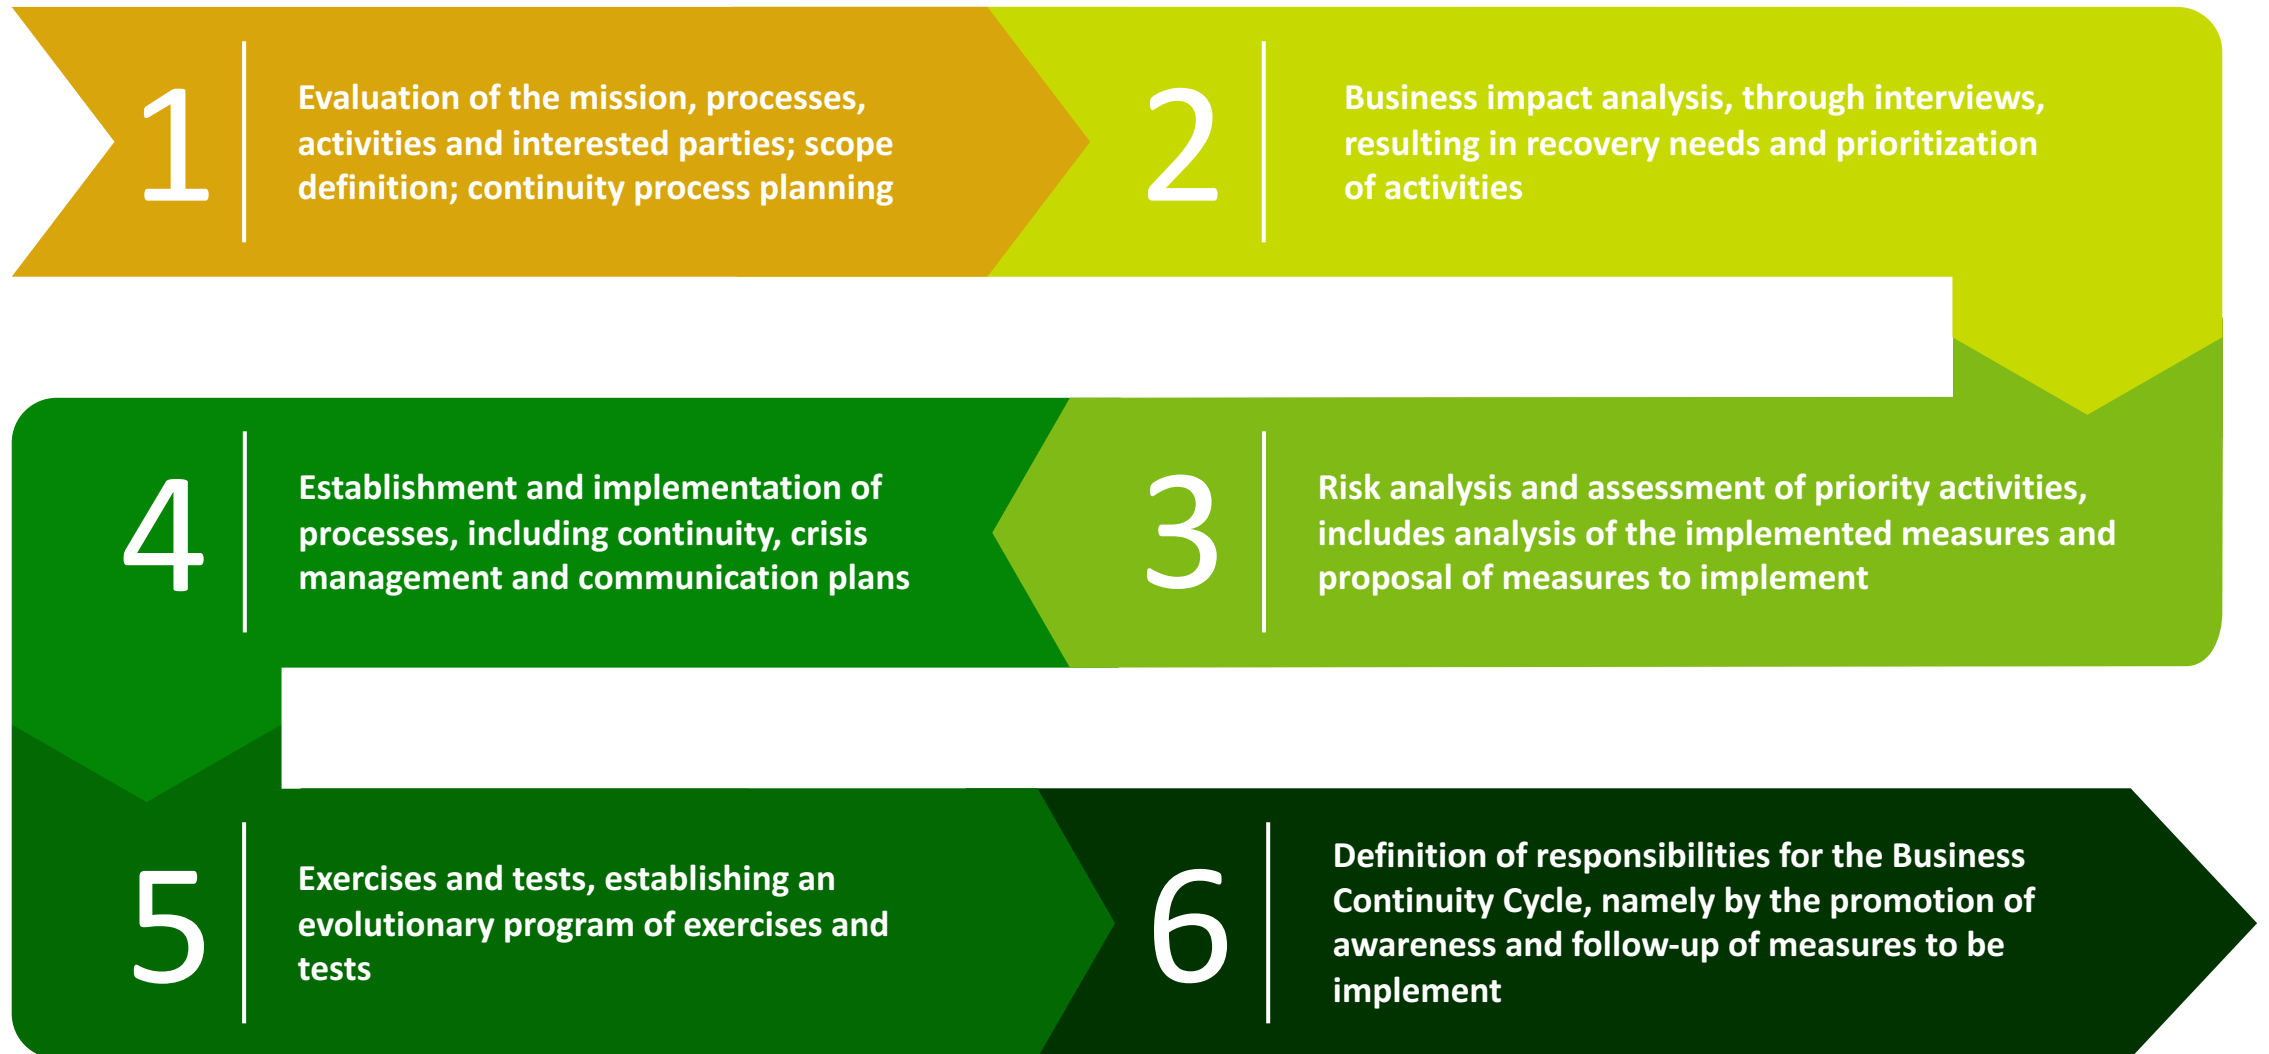 1
Evaluation of the mission, processes,
activities and interested parties; scope
definition; continuity process planning
2
Business impact analysis, through interviews,
resulting in recovery needs and prioritization
of activities
3
Risk analysis and assessment of priority activities,
includes analysis of the implemented measures and
proposal of measures to implement
4
Establishment and implementation of
processes, including continuity, crisis
management and communication plans
5
Exercises and tests, establishing an
evolutionary program of exercises and
tests
6
Definition of responsibilities for the Business
Continuity Cycle, namely by the promotion of
awareness and follow-up of measures to be
implement